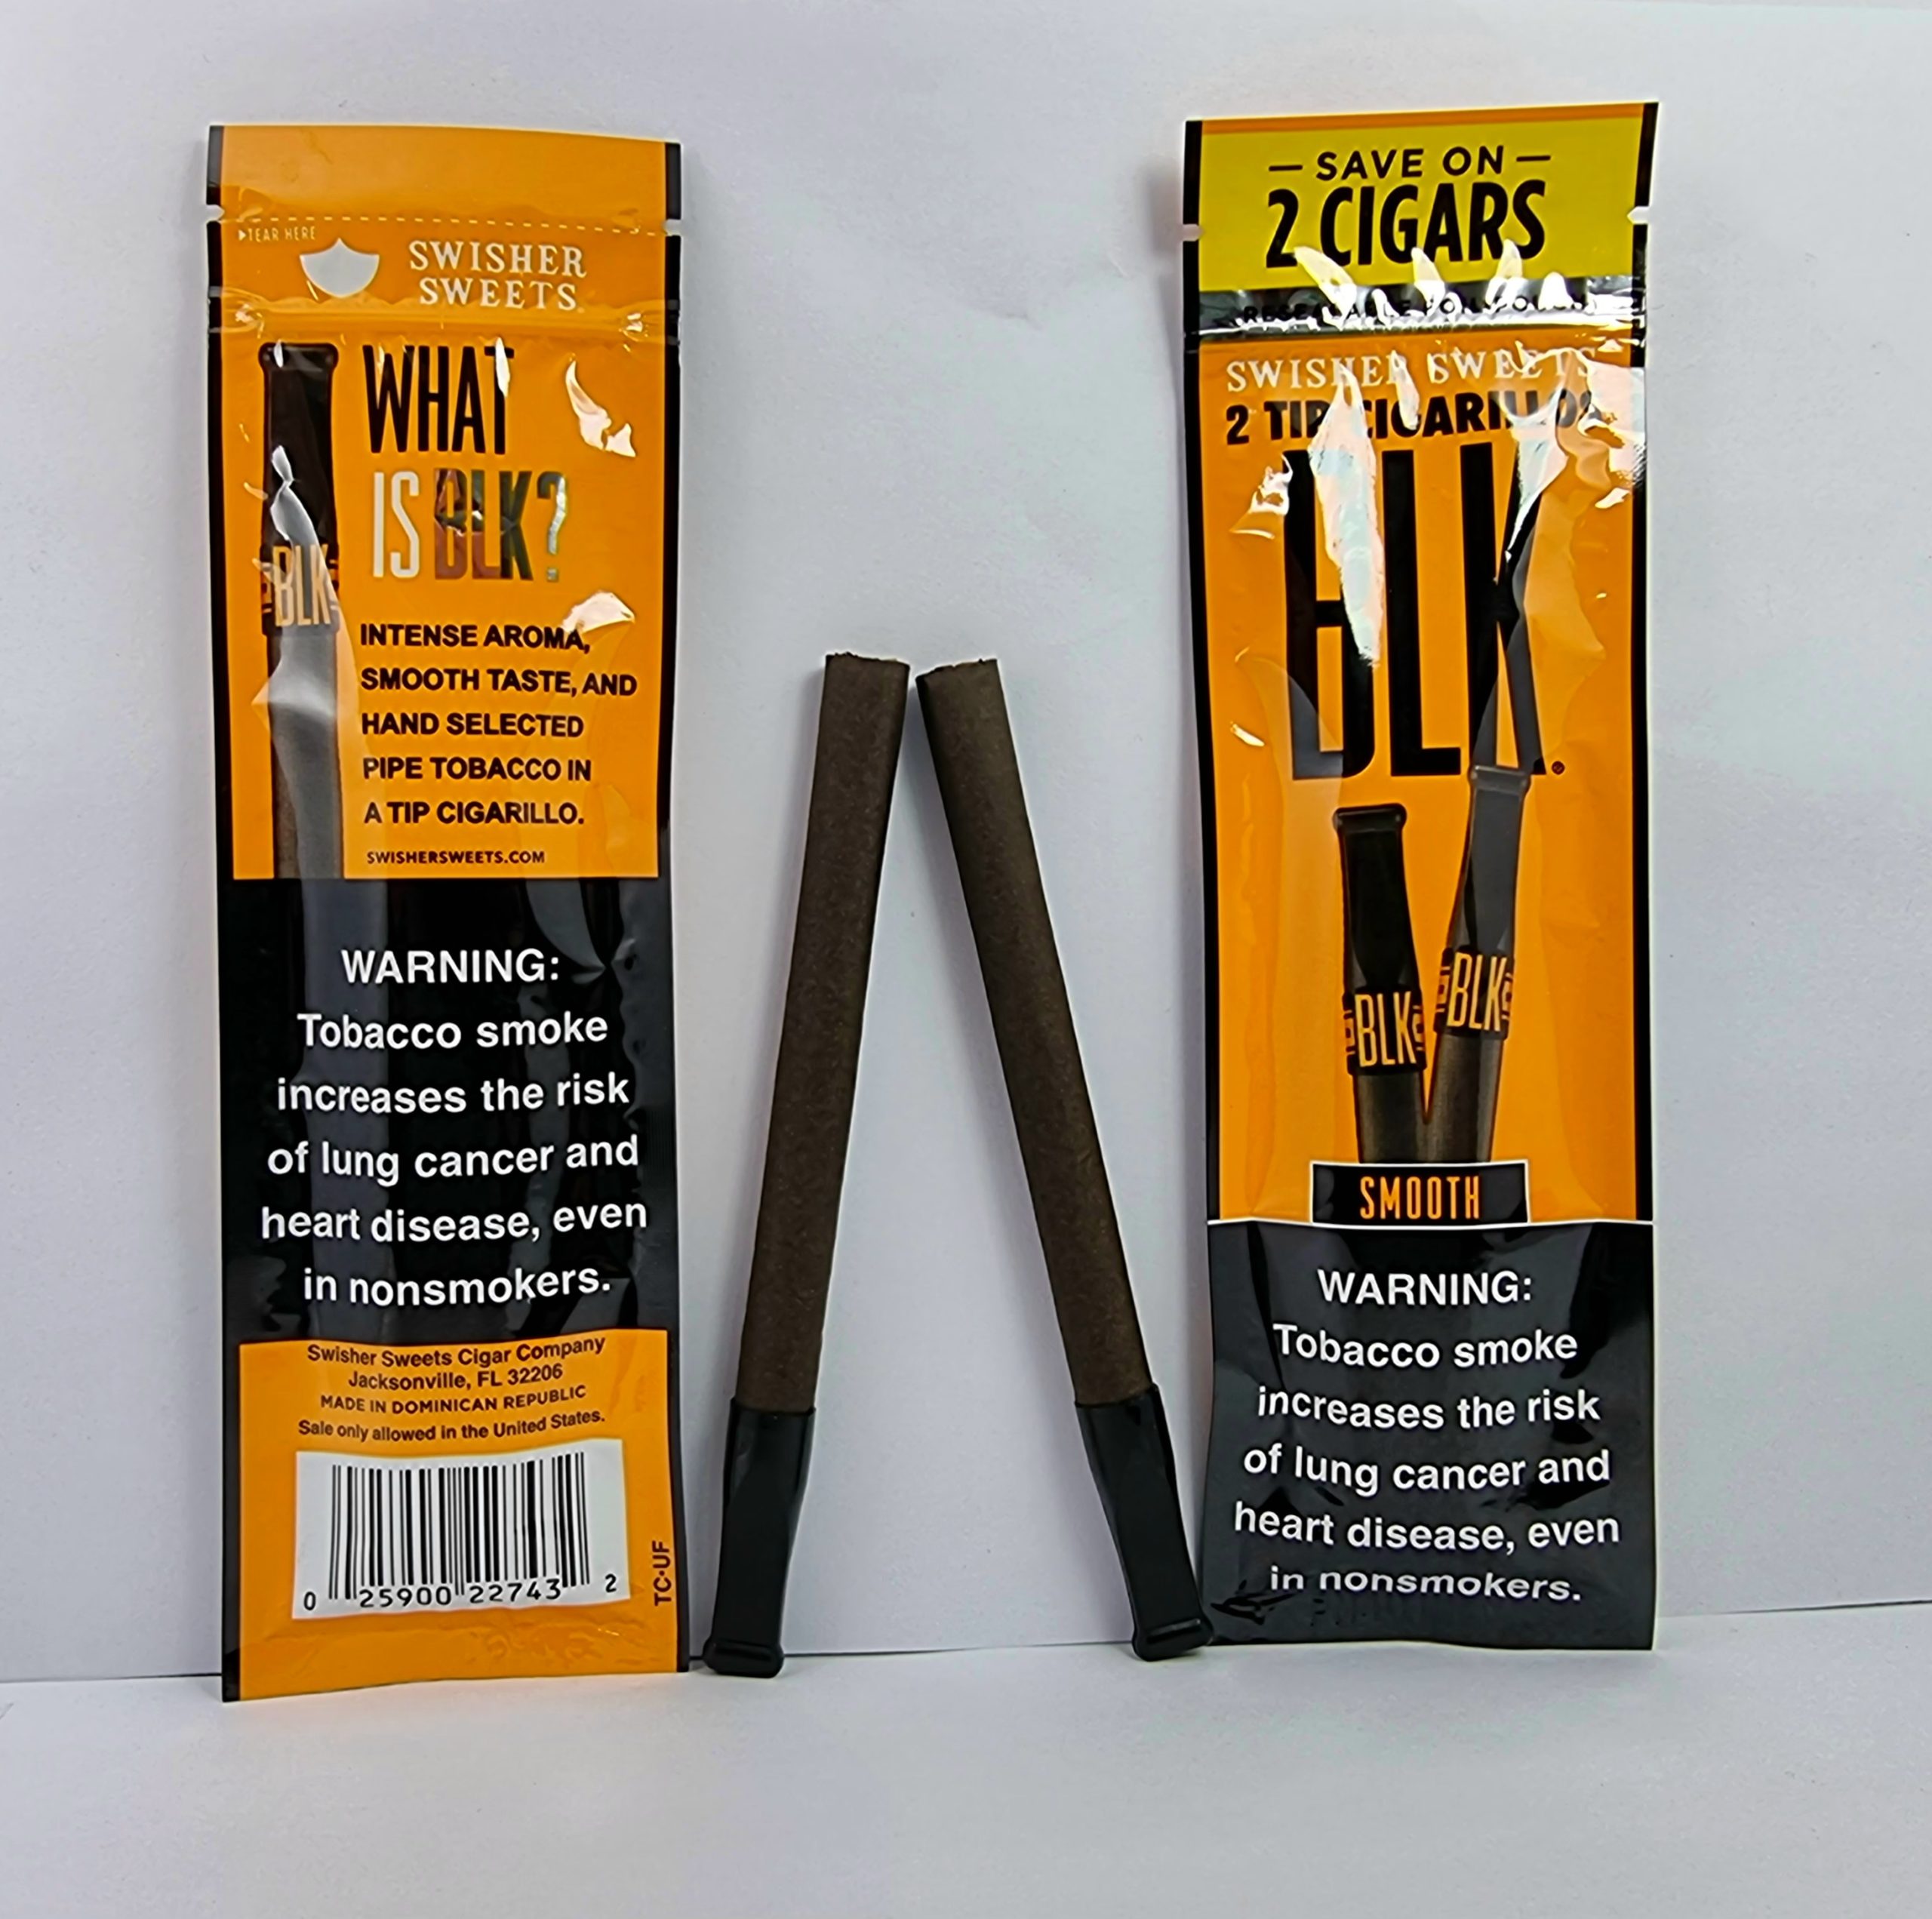 ▶TEAR HERE
SWISHER
SWEETS
WHAT
IS BLK?
BLK
INTENSE AROMA,
SMOOTH TASTE, AND
HAND SELECTED
PIPE TOBACCO IN
A TIP CIGARILLO.
SWISHERSWEETS.COM
WARNING:
Tobacco smoke
increases the risk
of lung cancer and
heart disease, even
in nonsmokers.
Swisher Sweets Cigar Company
Jacksonville, FL 32206
MADE IN DOMINICAN REPUBLIC
Sale only allowed in the United States.
0 25900 22743 2
TC-UF
— SAVE ON —
2 CIGARS
RESEALABLE FOIL POUCH
SWISHER SWEETS
2 TIP CIGARILLOS
BLK®
BLK
BLK
SMOOTH
WARNING:
Tobacco smoke
increases the risk
of lung cancer and
heart disease, even
in nonsmokers.